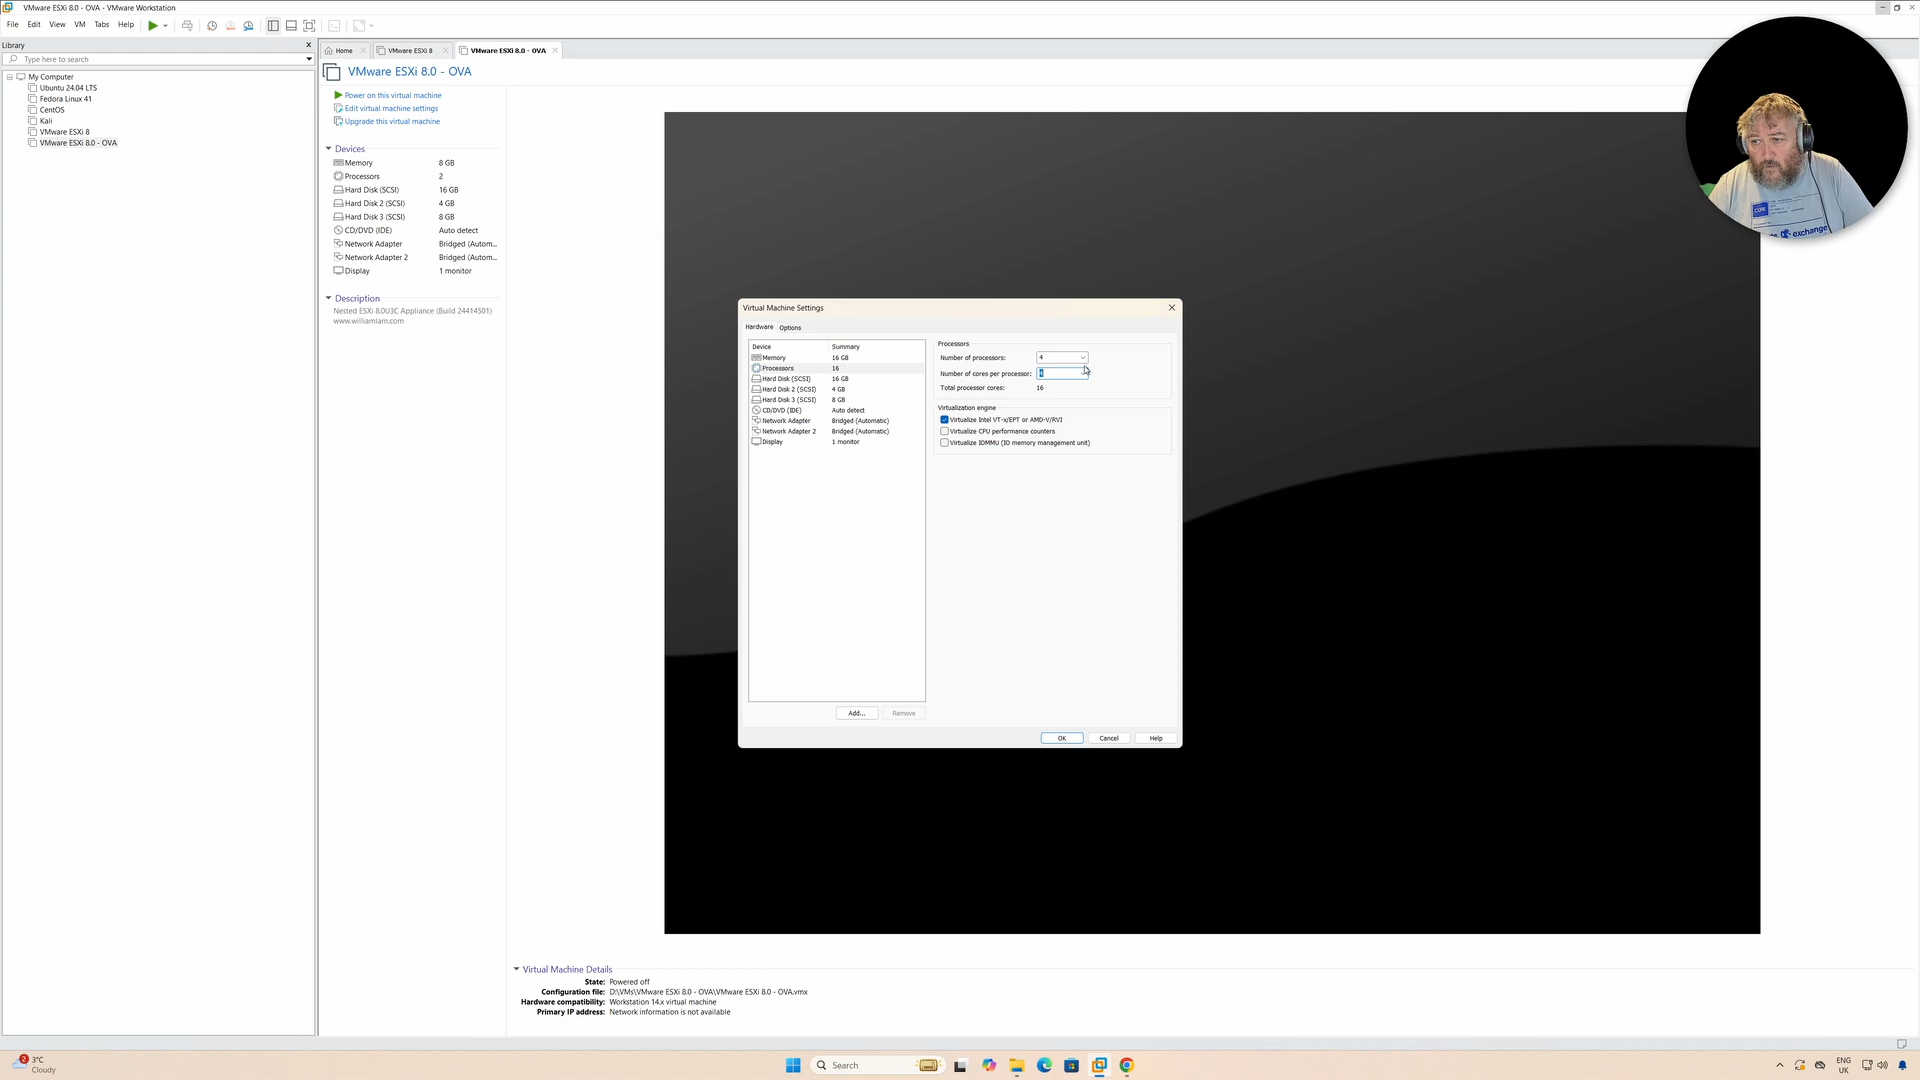 VMware ESXi 8.0 - OVA - VMware Workstation
File Edit View VM Tabs Help
Library
Type here to search
My Computer
Ubuntu 24.04 LTS
Fedora Linux 41
CentOS
Kali
VMware ESXi 8
VMware ESXi 8.0 - OVA
Home
VMware ESXi 8
VMware ESXi 8.0 - OVA
VMware ESXi 8.0 - OVA
Power on this virtual machine
Edit virtual machine settings
Upgrade this virtual machine
Devices
Memory 8 GB
Processors 2
Hard Disk (SCSI) 16 GB
Hard Disk 2 (SCSI) 4 GB
Hard Disk 3 (SCSI) 8 GB
CD/DVD (IDE) Auto detect
Network Adapter Bridged (Autom...
Network Adapter 2 Bridged (Autom...
Display 1 monitor
Description
Nested ESXi 8.0U3C Appliance (Build 24414501)
www.williamlam.com
Virtual Machine Settings
Hardware Options
Device Summary
Memory 16 GB
Processors 16
Hard Disk (SCSI) 16 GB
Hard Disk 2 (SCSI) 4 GB
Hard Disk 3 (SCSI) 8 GB
CD/DVD (IDE) Auto detect
Network Adapter Bridged (Automatic)
Network Adapter 2 Bridged (Automatic)
Display 1 monitor
Add... Remove
Processors
Number of processors: 4
Number of cores per processor: 4
Total processor cores: 16
Virtualization engine
Virtualize Intel VT-x/EPT or AMD-V/RVI
Virtualize CPU performance counters
Virtualize IOMMU (IO memory management unit)
OK Cancel Help
Virtual Machine Details
State: Powered off
Configuration file: D:\VMs\VMware ESXi 8.0 - OVA\VMware ESXi 8.0 - OVA.vmx
Hardware compatibility: Workstation 14.x virtual machine
Primary IP address: Network information is not available
CORE
exchange
2
3°C
Cloudy
Search
ENG
UK